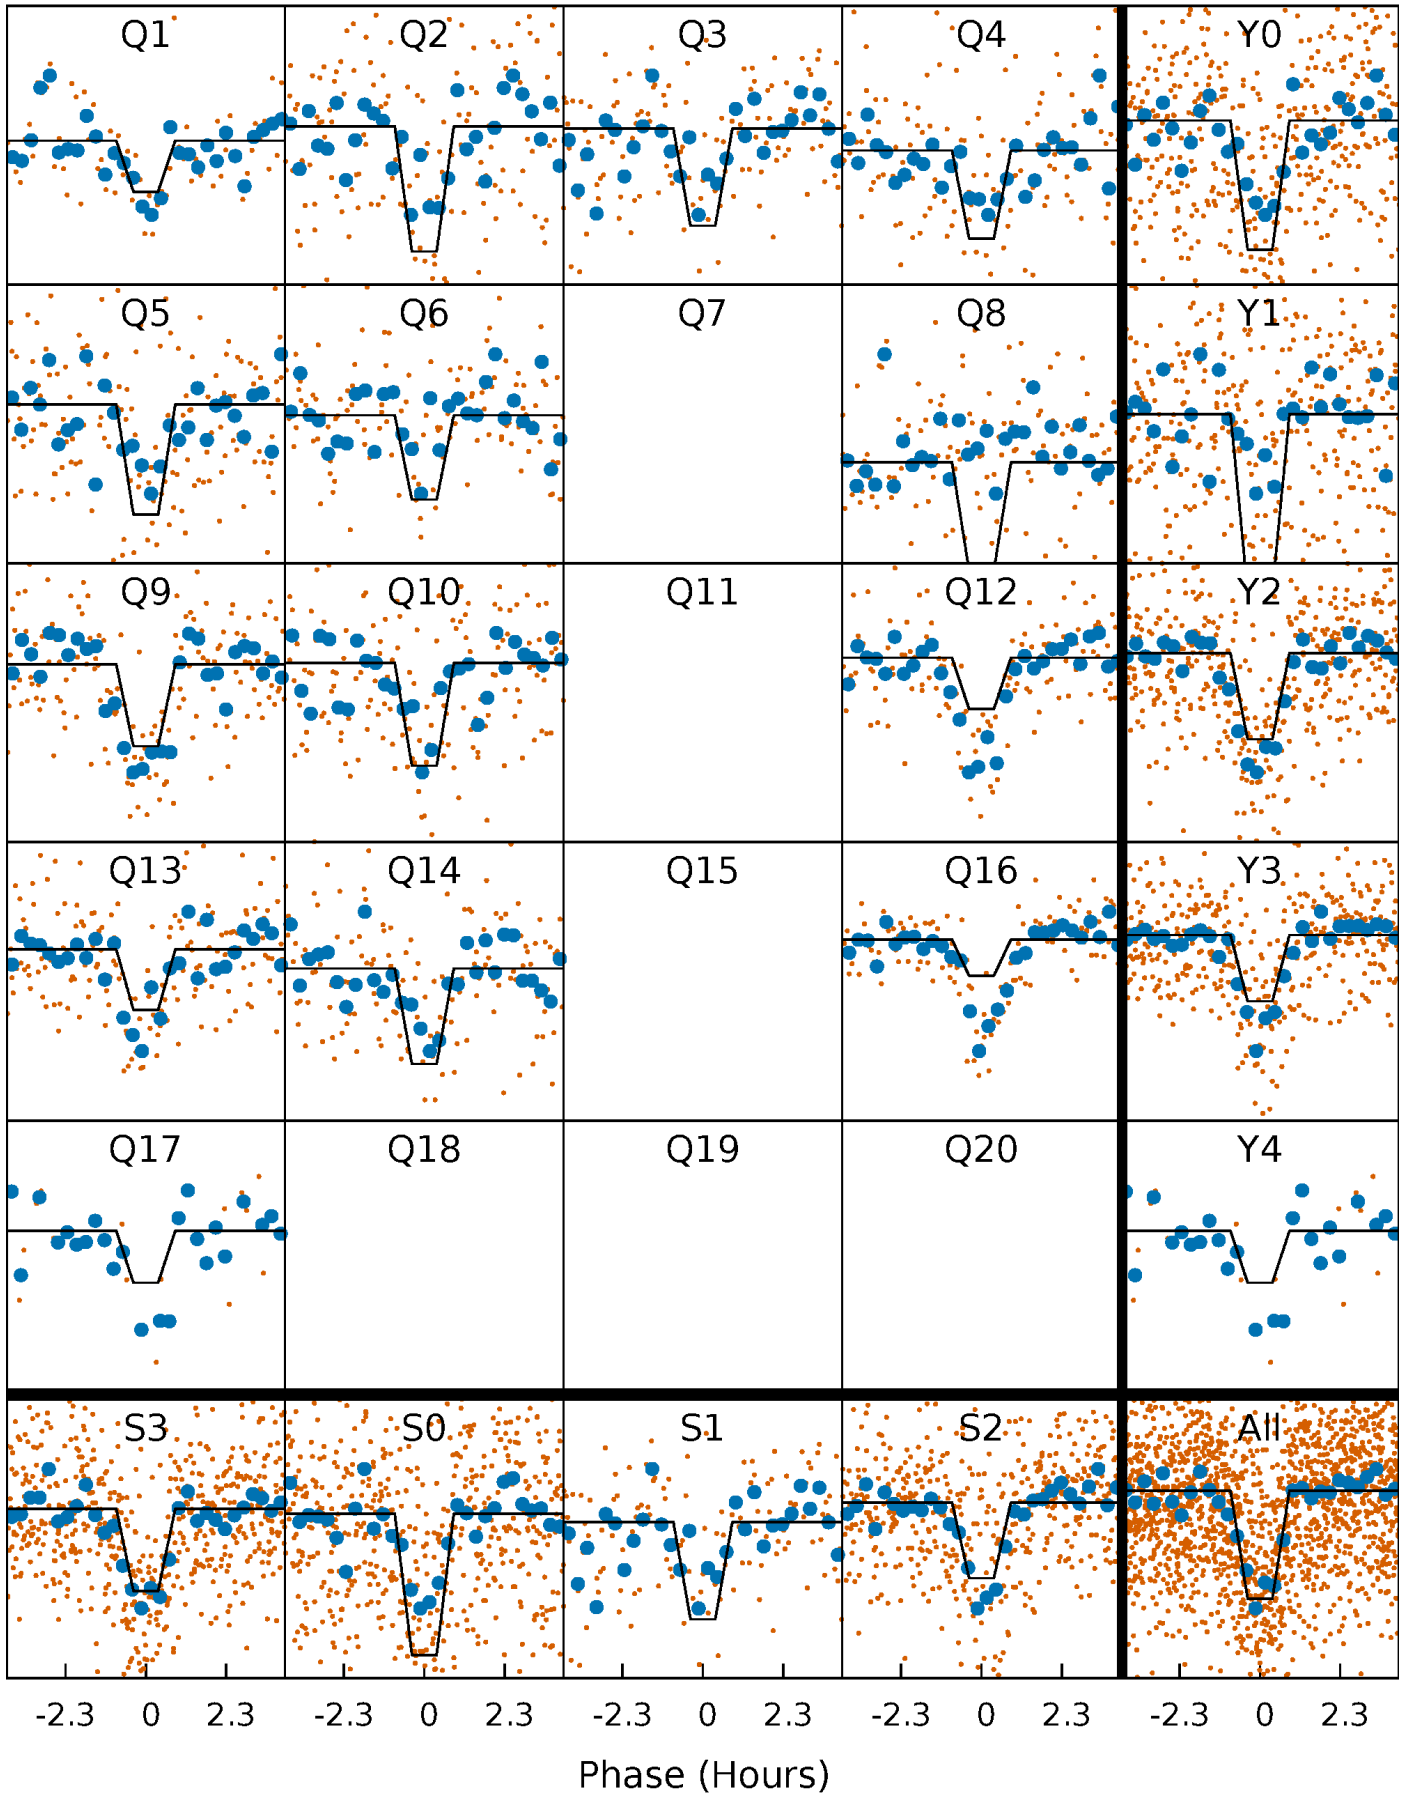 Q1 Q2 Q3 Q4 Y0
Q5 Q6 Q7 Q8 Y1
Q9 Q10 Q11 Q12 Y2
Q13 Q14 Q15 Q16 Y3
Q17 Q18 Q19 Q20 Y4
S3 S0 S1 S2 All
-2.3 0 2.3 -2.3 0 2.3 -2.3 0 2.3 -2.3 0 2.3 -2.3 0 2.3
Phase (Hours)